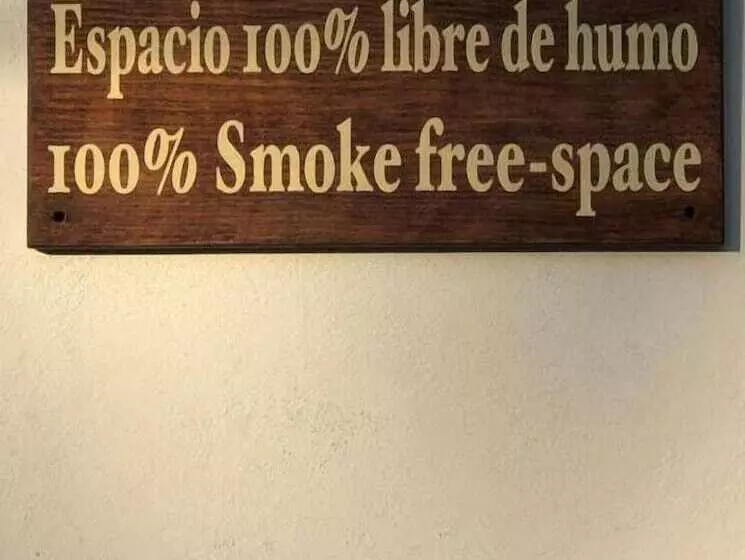 Espacio 100% libre de humo
100% Smoke free-space